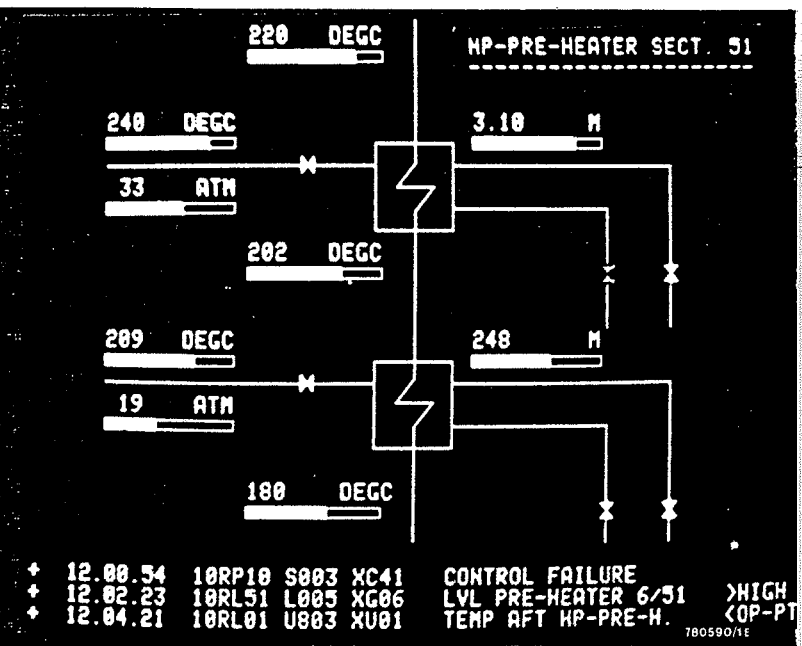 220 DEGC
HP-PRE-HEATER SECT. 51
240 DEGC
3.10 M
33 ATM
202 DEGC
209 DEGC
248 M
19 ATM
180 DEGC
+ 12.00.54 10RP10 S003 XC41 CONTROL FAILURE
+ 12.02.23 10RL51 L005 XG06 LVL PRE-HEATER 6/51 >HIGH
+ 12.04.21 10RL01 U803 XU01 TEMP AFT HP-PRE-H. <OP-PT
780590/1E